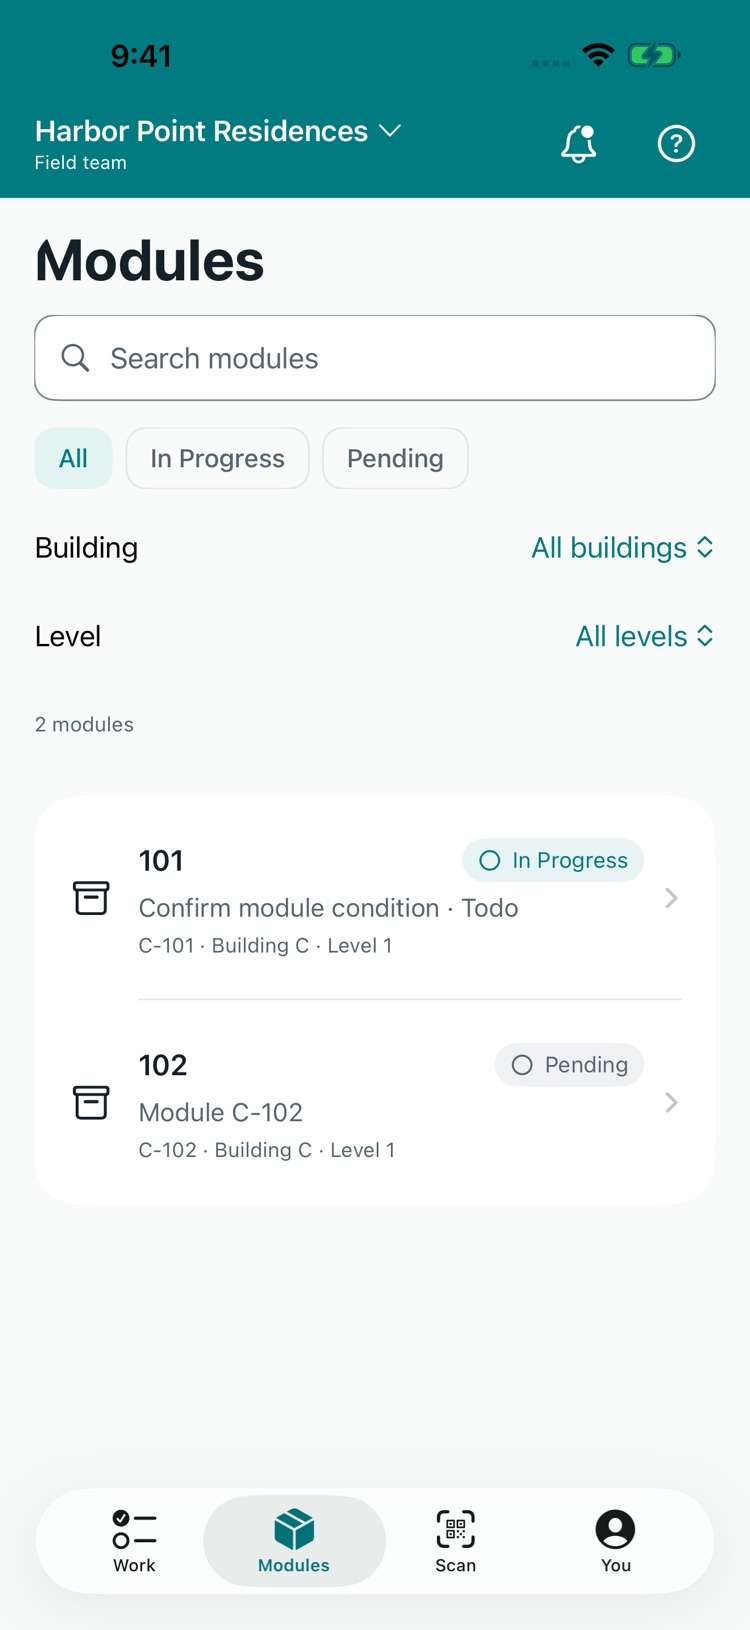 9:41
Harbor Point Residences
Field team
Modules
Search modules
All
In Progress
Pending
Building
All buildings
Level
All levels
2 modules
101
In Progress
Confirm module condition · Todo
C-101 · Building C · Level 1
102
Pending
Module C-102
C-102 · Building C · Level 1
Work
Modules
Scan
You